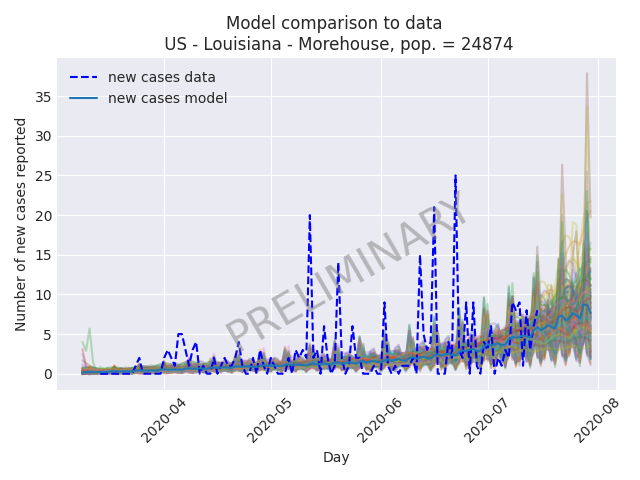 Model comparison to data
US - Louisiana - Morehouse, pop. = 24874
new cases data
new cases model
PRELIMINARY
Number of new cases reported
35
30
25
20
15
10
5
0
2020-04
2020-05
2020-06
2020-07
2020-08
Day